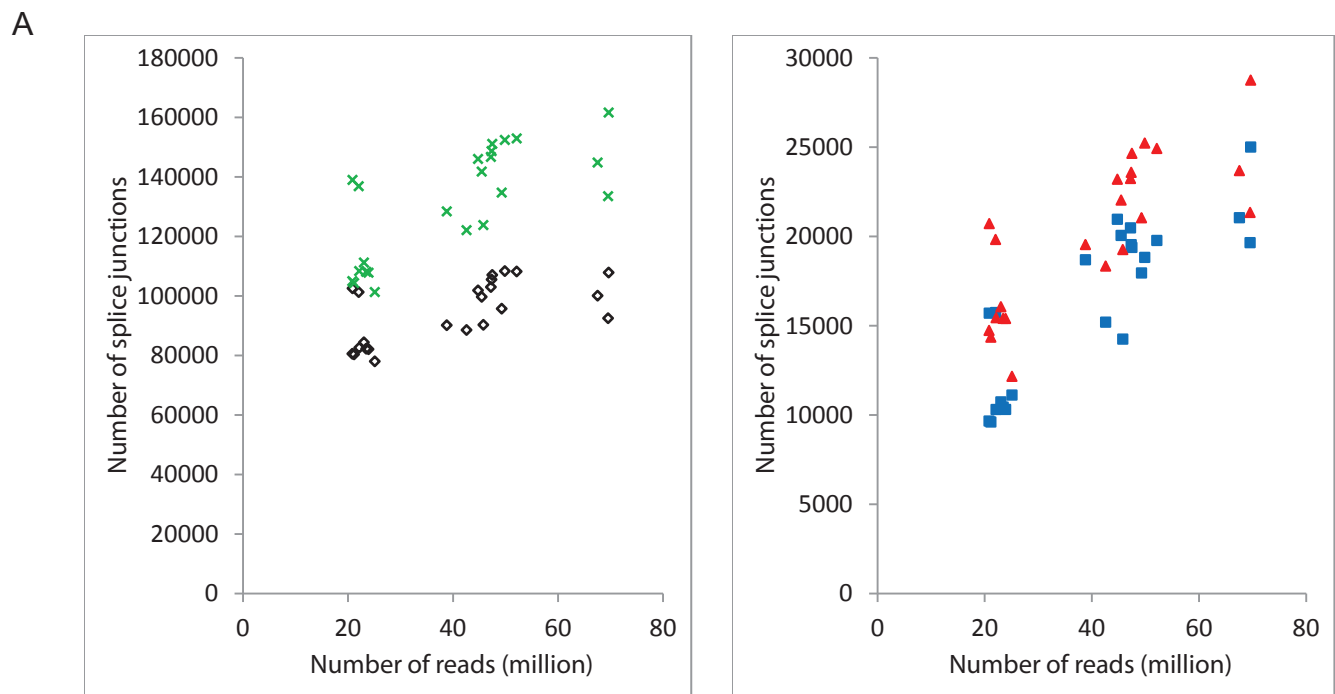 A
180000
160000
140000
120000
100000
80000
60000
40000
20000
0
Number of splice junctions
0 20 40 60 80
Number of reads (million)
30000
25000
20000
15000
10000
5000
0
Number of splice junctions
0 20 40 60 80
Number of reads (million)